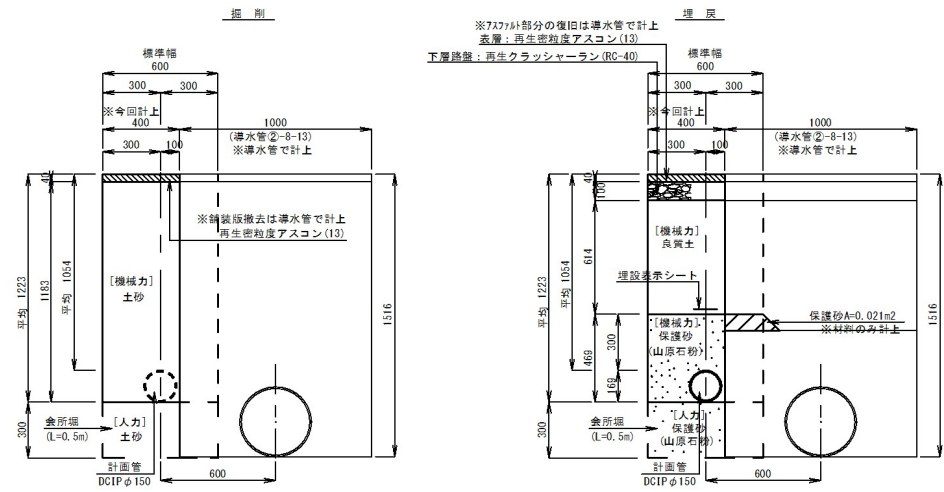 掘 削
標準幅
600
300
300
※今回計上
400
1000
(導水管②-8-13)
300
100
※導水管で計上
40
※舗装版撤去は導水管で計上
再生密粒度アスコン(13)
平均 1223
1183
平均 1054
[機械力]
土砂
1516
300
会所堀
(L=0.5m)
[人力]
土砂
計画管
DCIPφ150
600
埋 戻
※アスファルト部分の復旧は導水管で計上
表層：再生密粒度アスコン(13)
下層路盤：再生クラッシャーラン(RC-40)
標準幅
600
300
300
※今回計上
400
1000
(導水管②-8-13)
300
100
※導水管で計上
40
100
[機械力]
良質土
平均 1223
平均 1054
614
埋設表示シート
保護砂A=0.021m2
※材料のみ計上
[機械力]
保護砂
(山原石粉)
300
469
169
1516
300
会所堀
(L=0.5m)
[人力]
保護砂
(山原石粉)
計画管
DCIPφ150
600